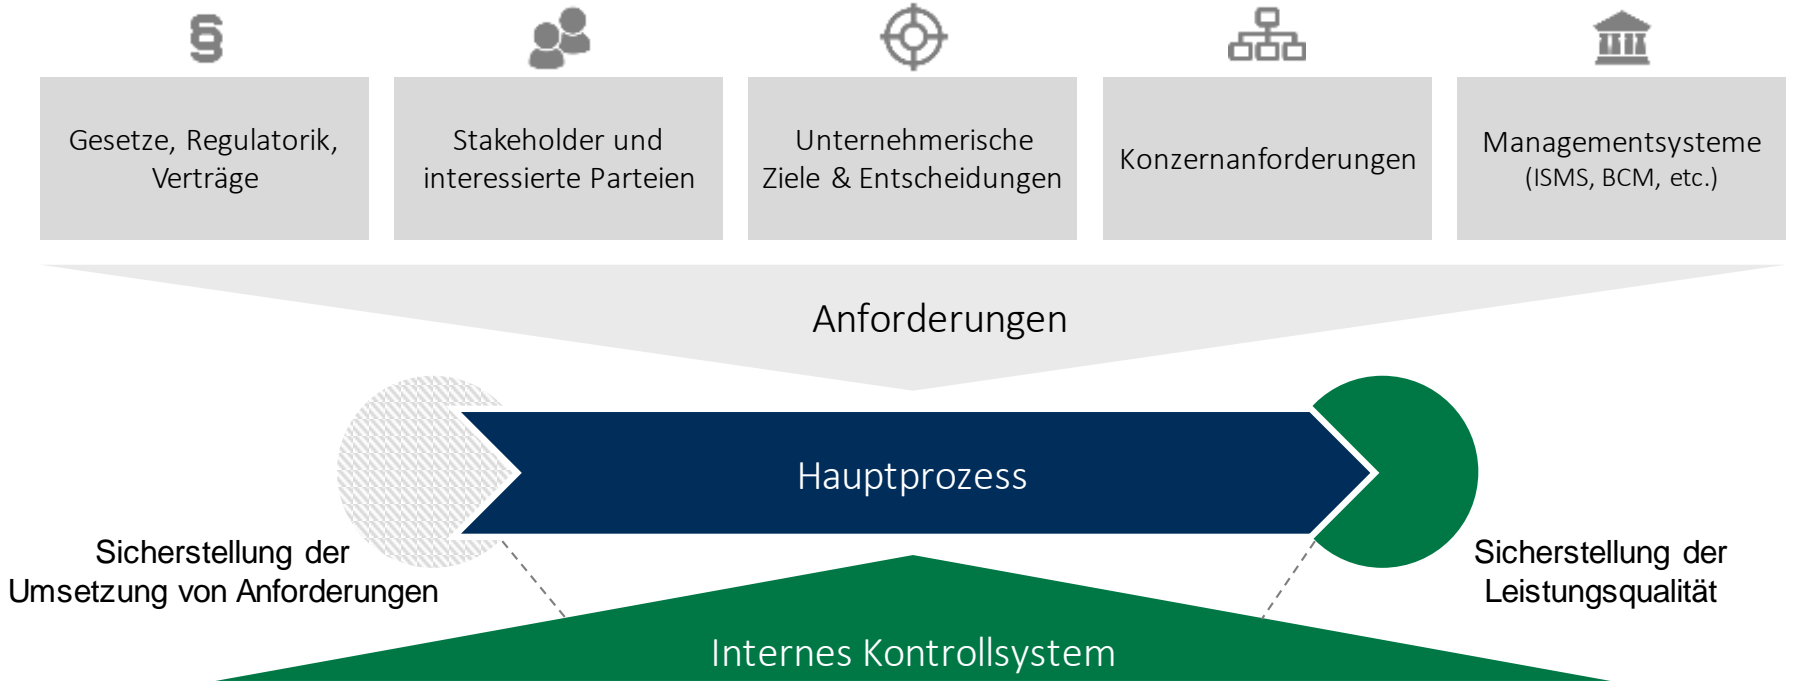 §
Gesetze, Regulatorik,
Verträge
Stakeholder und
interessierte Parteien
Unternehmerische
Ziele & Entscheidungen
Konzernanforderungen
Managementsysteme
(ISMS, BCM, etc.)
Anforderungen
Hauptprozess
Sicherstellung der
Umsetzung von Anforderungen
Sicherstellung der
Leistungsqualität
Internes Kontrollsystem